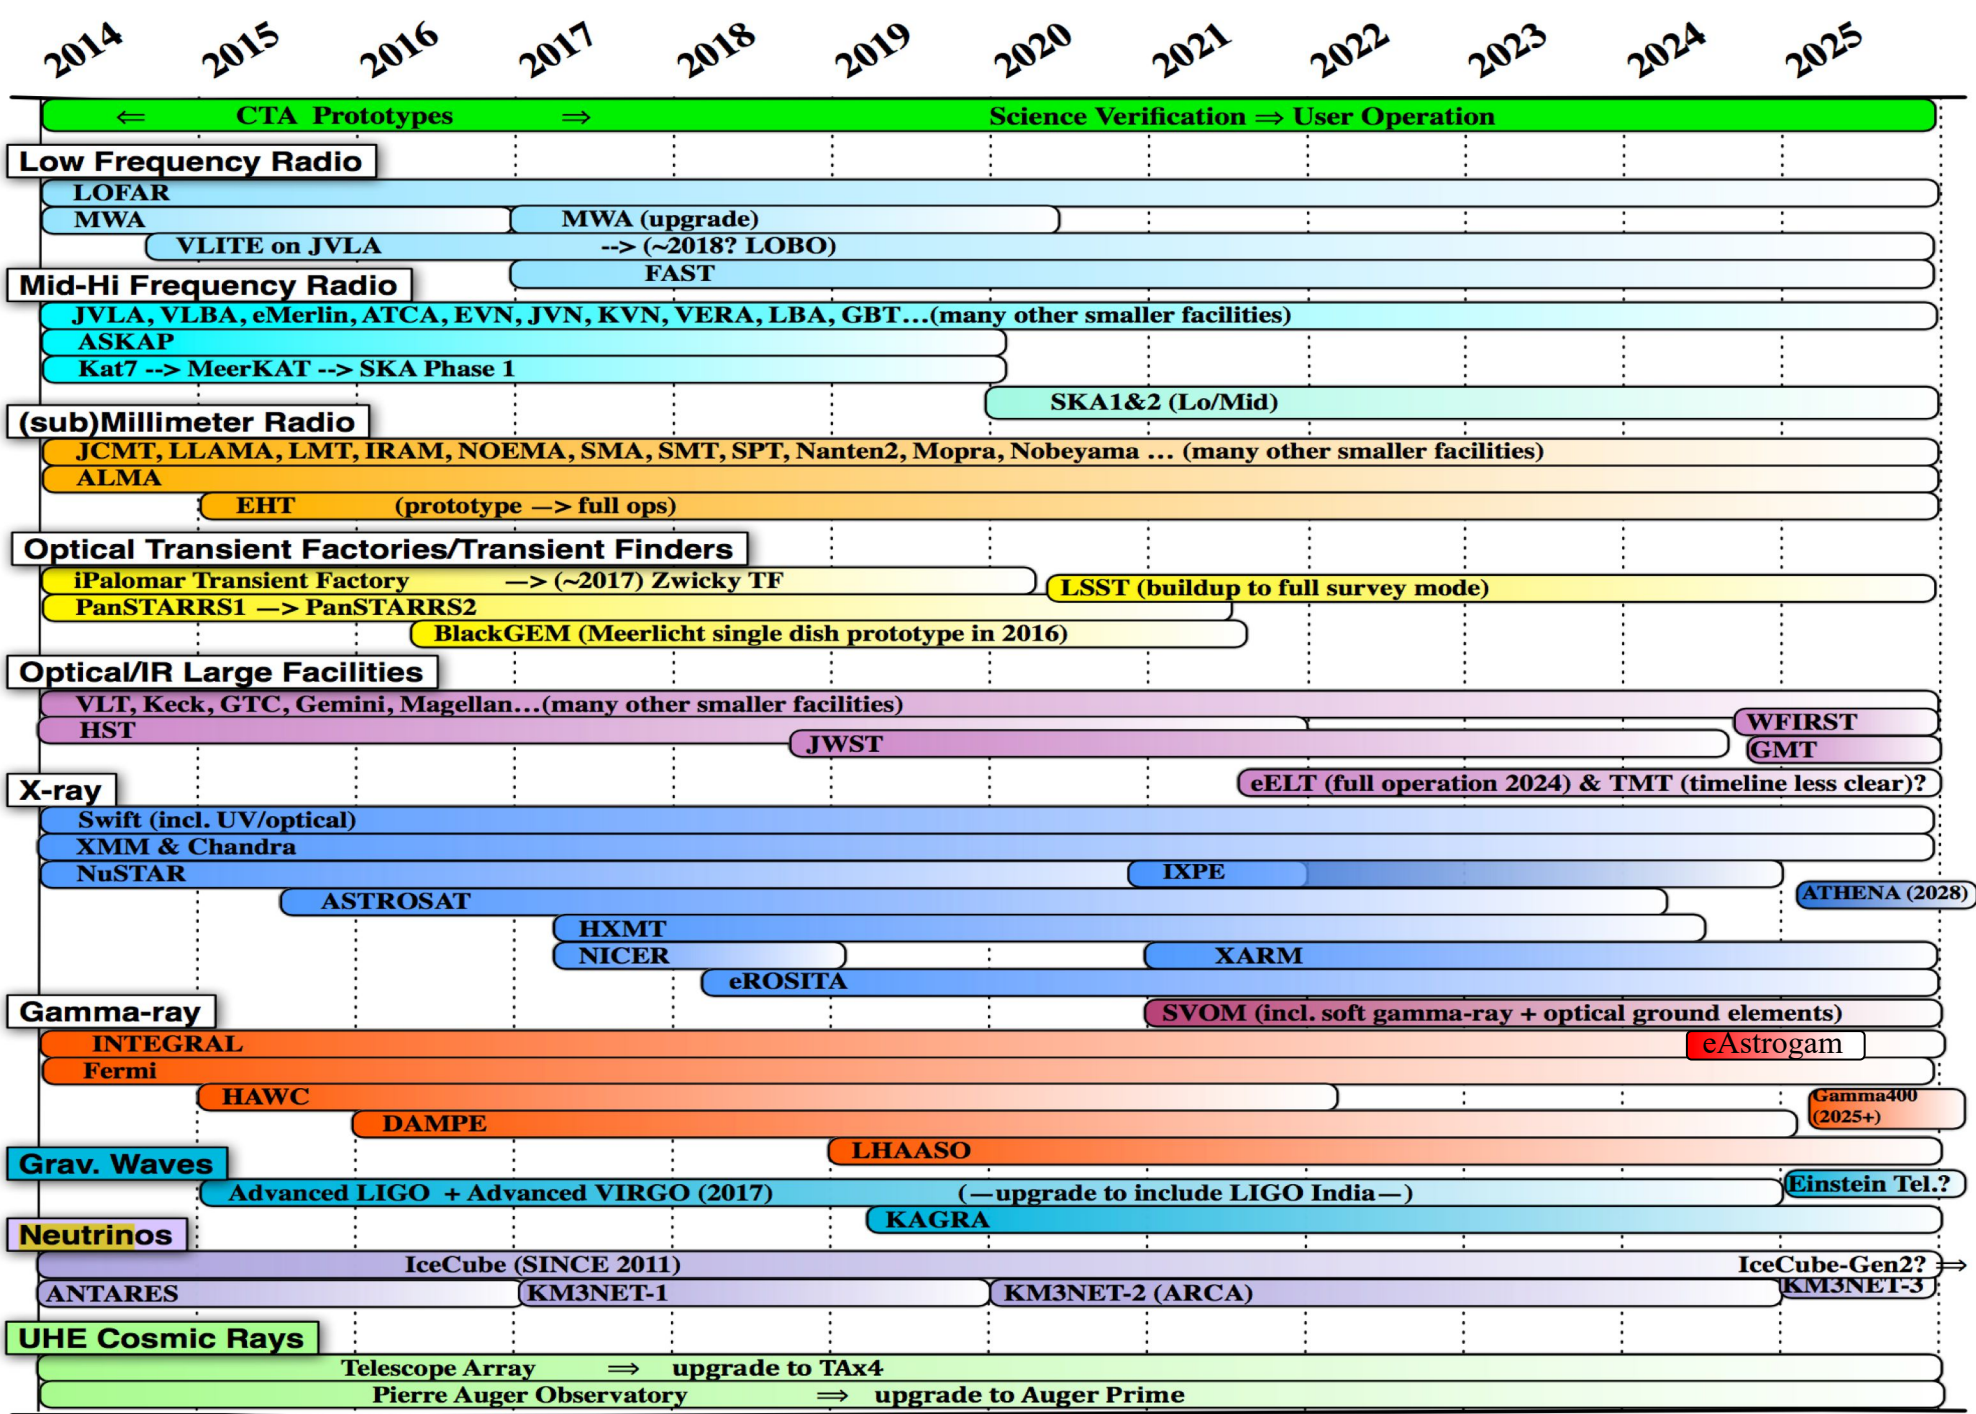 2014 2015 2016 2017 2018 2019 2020 2021 2022 2023 2024 2025
⇐ CTA Prototypes ⇒ Science Verification ⇒ User Operation
Low Frequency Radio
LOFAR
MWA MWA (upgrade)
VLITE on JVLA --> (~2018? LOBO)
FAST
Mid-Hi Frequency Radio
JVLA, VLBA, eMerlin, ATCA, EVN, JVN, KVN, VERA, LBA, GBT...(many other smaller facilities)
ASKAP
Kat7 --> MeerKAT --> SKA Phase 1
SKA1&2 (Lo/Mid)
(sub)Millimeter Radio
JCMT, LLAMA, LMT, IRAM, NOEMA, SMA, SMT, SPT, Nanten2, Mopra, Nobeyama ... (many other smaller facilities)
ALMA
EHT (prototype —> full ops)
Optical Transient Factories/Transient Finders
iPalomar Transient Factory —> (~2017) Zwicky TF
LSST (buildup to full survey mode)
PanSTARRS1 —> PanSTARRS2
BlackGEM (Meerlicht single dish prototype in 2016)
Optical/IR Large Facilities
VLT, Keck, GTC, Gemini, Magellan...(many other smaller facilities)
WFIRST
HST
JWST
GMT
eELT (full operation 2024) & TMT (timeline less clear)?
X-ray
Swift (incl. UV/optical)
XMM & Chandra
NuSTAR IXPE
ATHENA (2028)
ASTROSAT
HXMT
NICER XARM
eROSITA
Gamma-ray
SVOM (incl. soft gamma-ray + optical ground elements)
INTEGRAL eAstrogam
Fermi
HAWC
Gamma400
(2025+)
DAMPE
LHAASO
Grav. Waves
Einstein Tel.?
Advanced LIGO + Advanced VIRGO (2017) (—upgrade to include LIGO India—)
KAGRA
Neutrinos
IceCube (SINCE 2011) IceCube-Gen2? ⇒
ANTARES KM3NET-1 KM3NET-2 (ARCA) KM3NET-3
UHE Cosmic Rays
Telescope Array ⇒ upgrade to TAx4
Pierre Auger Observatory ⇒ upgrade to Auger Prime